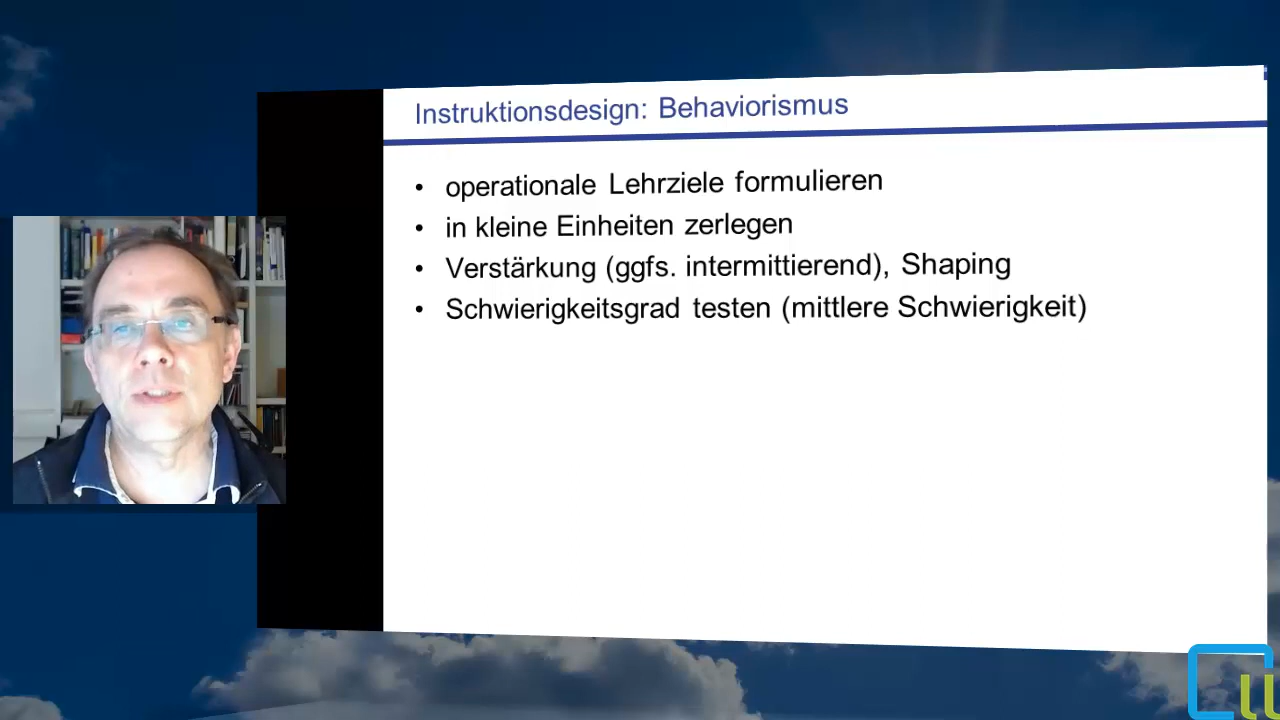 Instruktionsdesign: Behaviorismus
• operationale Lehrziele formulieren
• in kleine Einheiten zerlegen
• Verstärkung (ggfs. intermittierend), Shaping
• Schwierigkeitsgrad testen (mittlere Schwierigkeit)